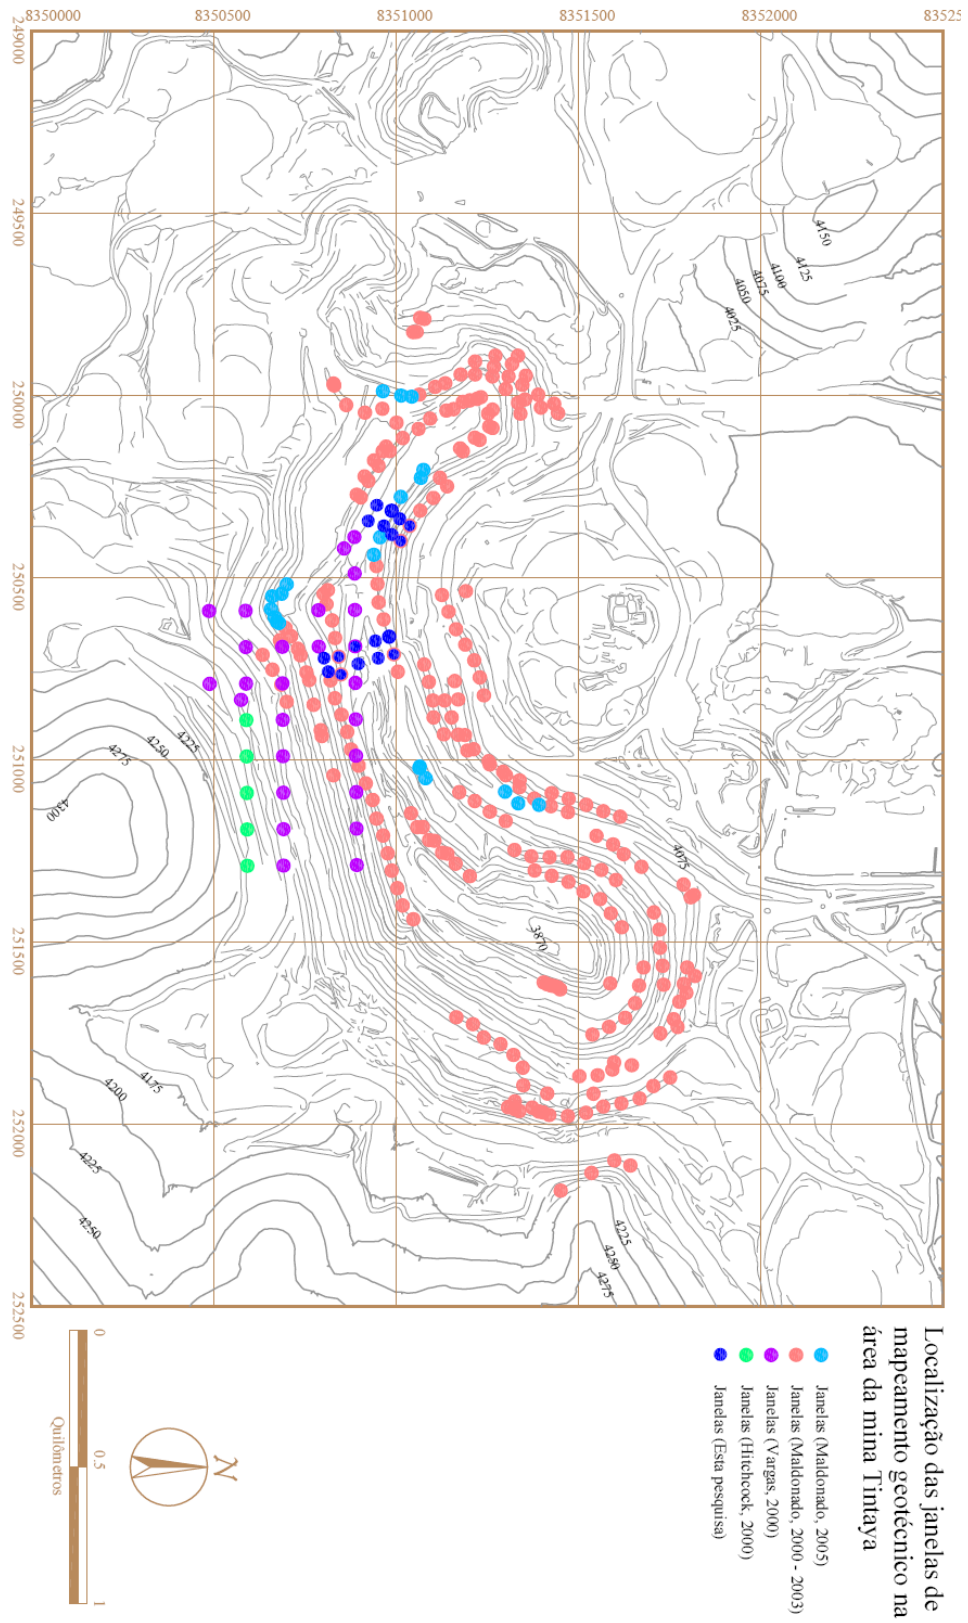 Localização das janelas de
mapeamento geotécnico na
área da mina Tintaya
Janelas (Maldonado, 2005)
Janelas (Maldonado, 2000 - 2003)
Janelas (Vargas, 2000)
Janelas (Hitchcock, 2000)
Janelas (Esta pesquisa)
N
0 0.5 1
Quilômetros
8350000 8350500 8351000 8351500 8352000 83525
249000
249500
250000
250500
251000
251500
252000
252500
4150
4125
4100
4075
4050
4025
4225
4250
4275
4300
4075
3870
4175
4200
4225
4250
4225
4250
4275